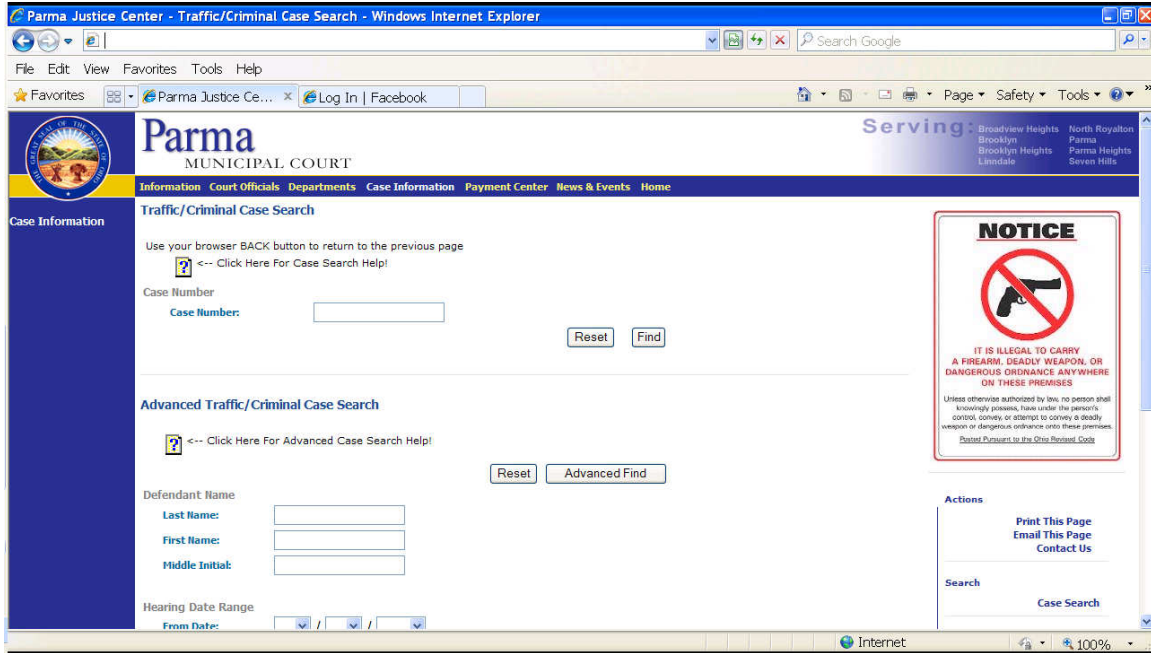 Parma Justice Center - Traffic/Criminal Case Search - Windows Internet Explorer
Search Google
File Edit View Favorites Tools Help
Favorites
Parma Justice Ce...
Log In | Facebook
Page Safety Tools
Parma
MUNICIPAL COURT
Serving:
Broadview Heights North Royalton
Brooklyn Parma
Brooklyn Heights Parma Heights
Linndale Seven Hills
Information Court Officials Departments Case Information Payment Center News & Events Home
Case Information
Traffic/Criminal Case Search
Use your browser BACK button to return to the previous page
? <-- Click Here For Case Search Help!
Case Number
Case Number:
Reset Find
Advanced Traffic/Criminal Case Search
? <-- Click Here For Advanced Case Search Help!
Reset Advanced Find
Defendant Name
Last Name:
First Name:
Middle Initial:
Hearing Date Range
From Date: / /
NOTICE
IT IS ILLEGAL TO CARRY
A FIREARM, DEADLY WEAPON, OR
DANGEROUS ORDNANCE ANYWHERE
ON THESE PREMISES
Unless otherwise authorized by law, no person shall
knowingly possess, have under the person's
control, convey, or attempt to convey a deadly
weapon or dangerous ordnance onto these premises.
Posted Pursuant to the Ohio Revised Code
Actions
Print This Page
Email This Page
Contact Us
Search
Case Search
Internet
100%